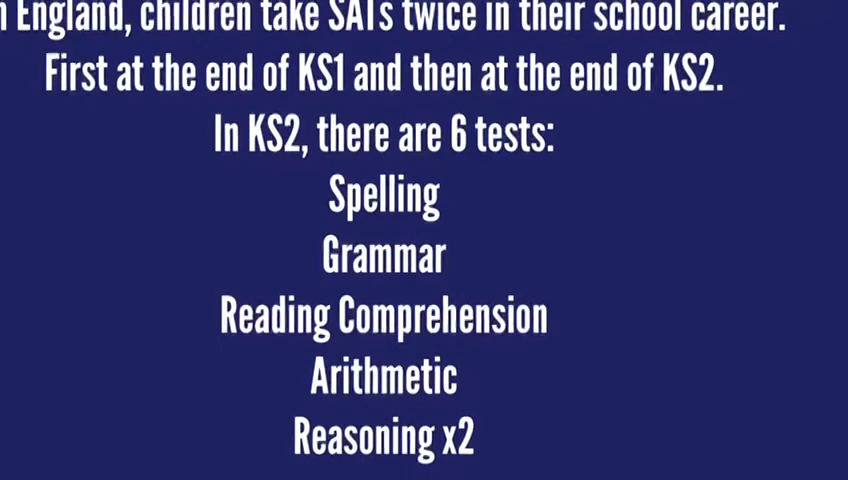 England, children take SATs twice in their school career.
First at the end of KS1 and then at the end of KS2.
In KS2, there are 6 tests:
Spelling
Grammar
Reading Comprehension
Arithmetic
Reasoning x2